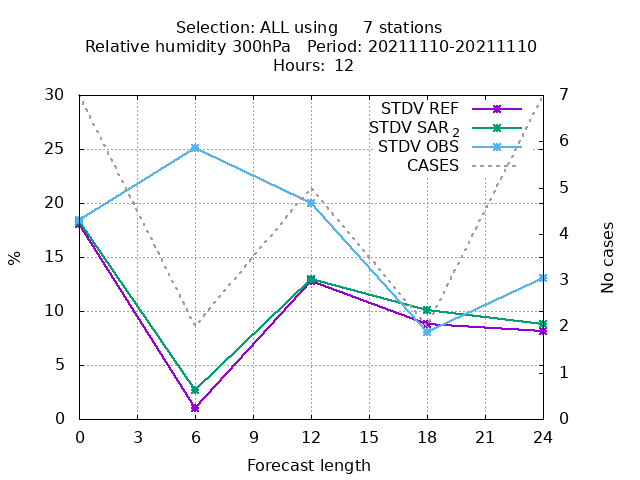 Selection: ALL using     7 stations
Relative humidity 300hPa   Period: 20211110-20211110
Hours: 12
30
25
20
15
10
5
0
%
STDV REF
STDV SAR 2
STDV OBS
CASES
7
6
5
4
3
2
1
0
No cases
0 3 6 9 12 15 18 21 24
Forecast length